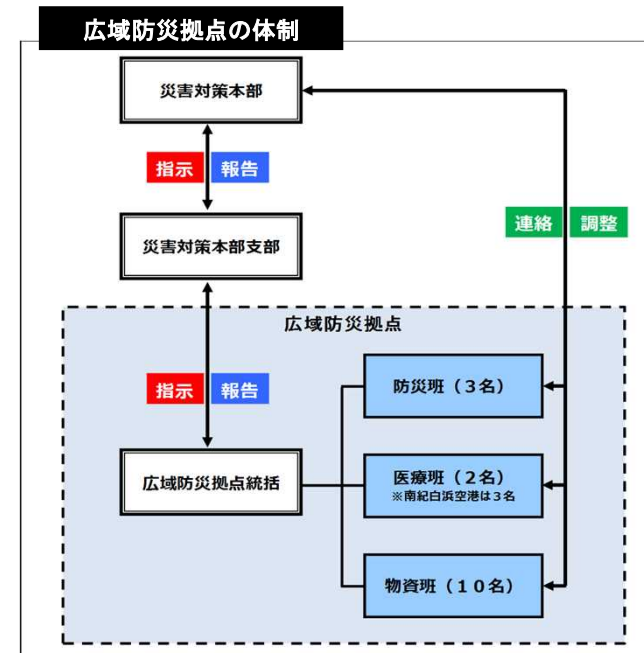 広域防災拠点の体制
災害対策本部
指示 報告
連絡 調整
災害対策本部支部
広域防災拠点
指示 報告
防災班（３名）
広域防災拠点統括
医療班（２名）
※南紀白浜空港は３名
物資班（１０名）